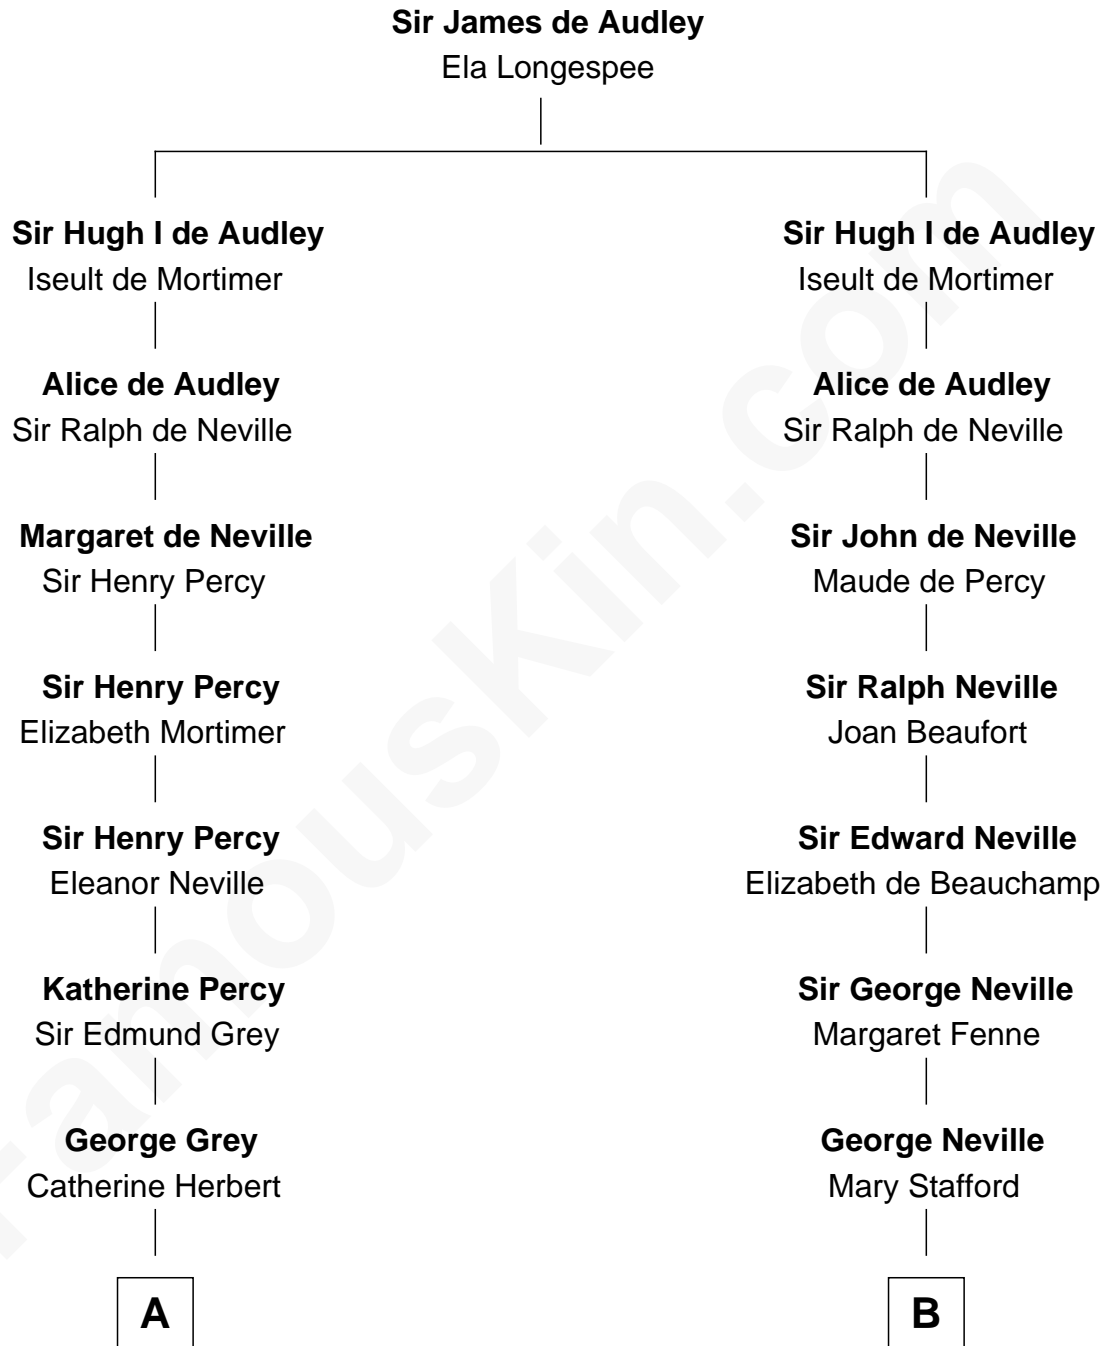 Sir James de Audley
Ela Longespee
Sir Hugh I de Audley
Iseult de Mortimer
Alice de Audley
Sir Ralph de Neville
Margaret de Neville
Sir Henry Percy
Sir Henry Percy
Elizabeth Mortimer
Sir Henry Percy
Eleanor Neville
Katherine Percy
Sir Edmund Grey
George Grey
Catherine Herbert
A
Sir Hugh I de Audley
Iseult de Mortimer
Alice de Audley
Sir Ralph de Neville
Sir John de Neville
Maude de Percy
Sir Ralph Neville
Joan Beaufort
Sir Edward Neville
Elizabeth de Beauchamp
Sir George Neville
Margaret Fenne
George Neville
Mary Stafford
B
FamousKin.com